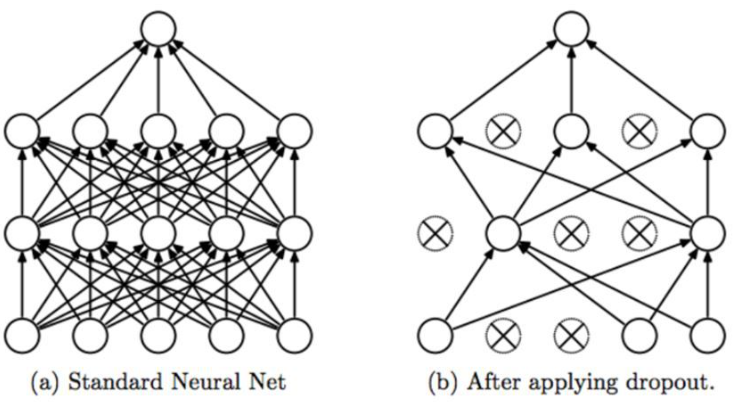 (a) Standard Neural Net
(b) After applying dropout.